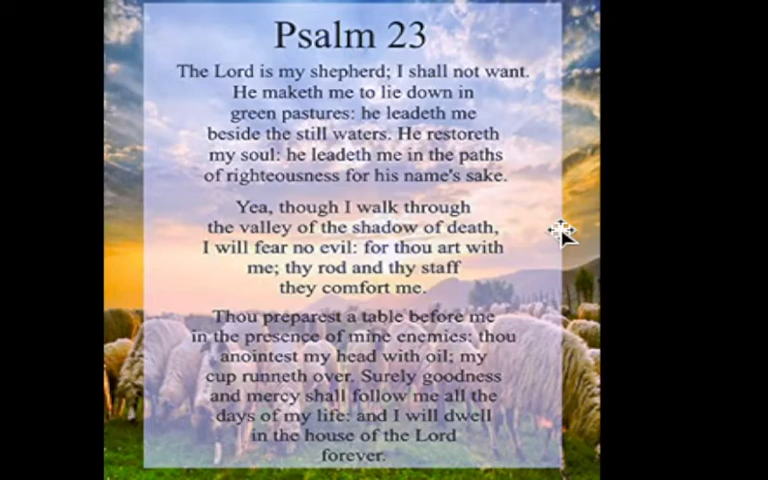 Psalm 23
The Lord is my shepherd; I shall not want.
He maketh me to lie down in
green pastures: he leadeth me
beside the still waters. He restoreth
my soul: he leadeth me in the paths
of righteousness for his name's sake.
Yea, though I walk through
the valley of the shadow of death,
I will fear no evil: for thou art with
me; thy rod and thy staff
they comfort me.
Thou preparest a table before me
in the presence of mine enemies: thou
anointest my head with oil; my
cup runneth over. Surely goodness
and mercy shall follow me all the
days of my life: and I will dwell
in the house of the Lord
forever.